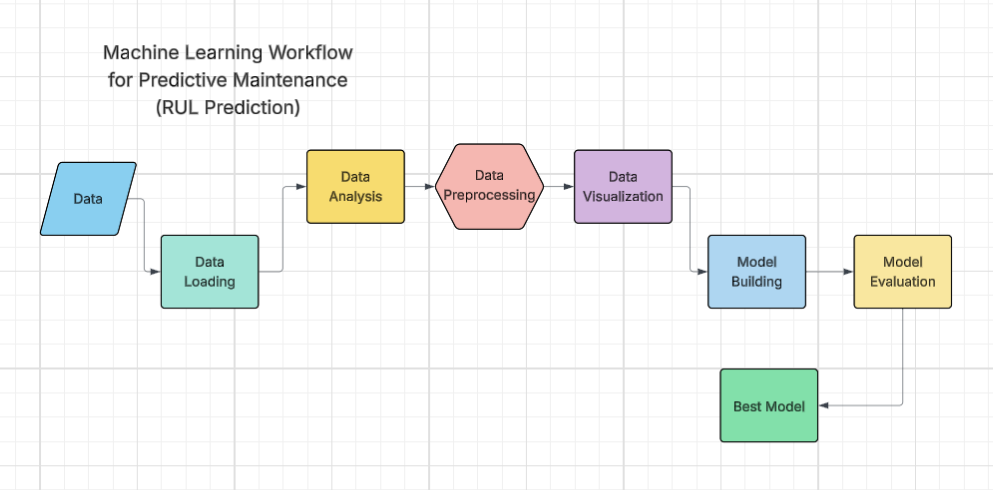 Machine Learning Workflow
for Predictive Maintenance
(RUL Prediction)
Data
Data
Loading
Data
Analysis
Data
Preprocessing
Data
Visualization
Model
Building
Model
Evaluation
Best Model